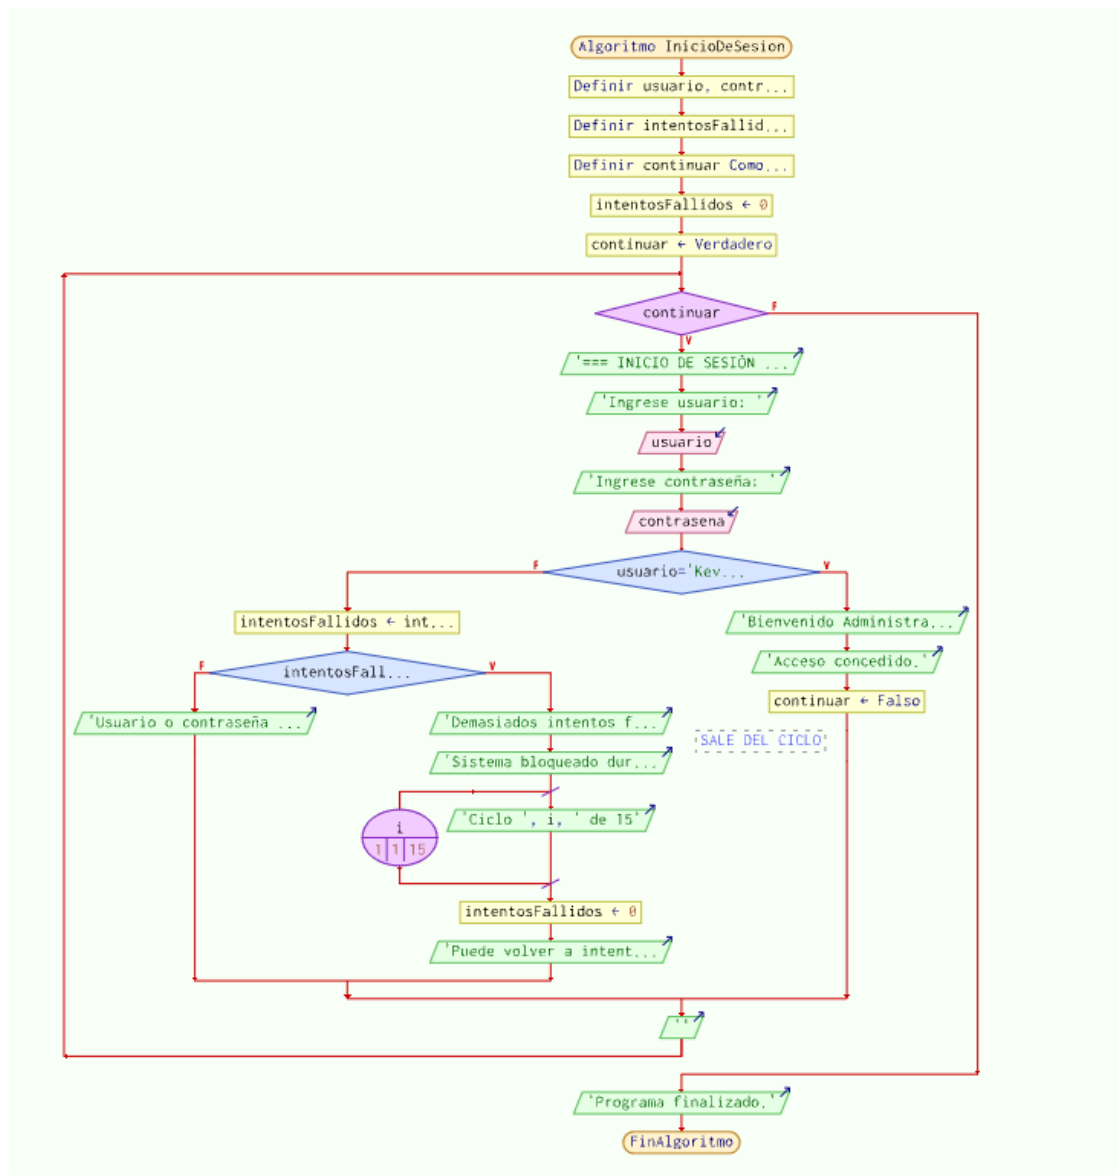 Algoritmo InicioDeSesion
Definir usuario, contr...
Definir intentosFallid...
Definir continuar Como...
intentosFallidos ← 0
continuar ← Verdadero
continuar
F
V
'=== INICIO DE SESIÓN ...
'Ingrese usuario: '
usuario
'Ingrese contraseña: '
contrasena
usuario='Kev...
F
V
intentosFallidos ← int...
intentosFall...
F
V
'Usuario o contraseña ...
'Demasiados intentos f...
'Sistema bloqueado dur...
'Ciclo ', i, ' de 15'
i
1 1 15
intentosFallidos ← 0
'Puede volver a intent...
'Bienvenido Administra...
'Acceso concedido.'
continuar ← Falso
SALE DEL CICLO
''
'Programa finalizado.'
FinAlgoritmo